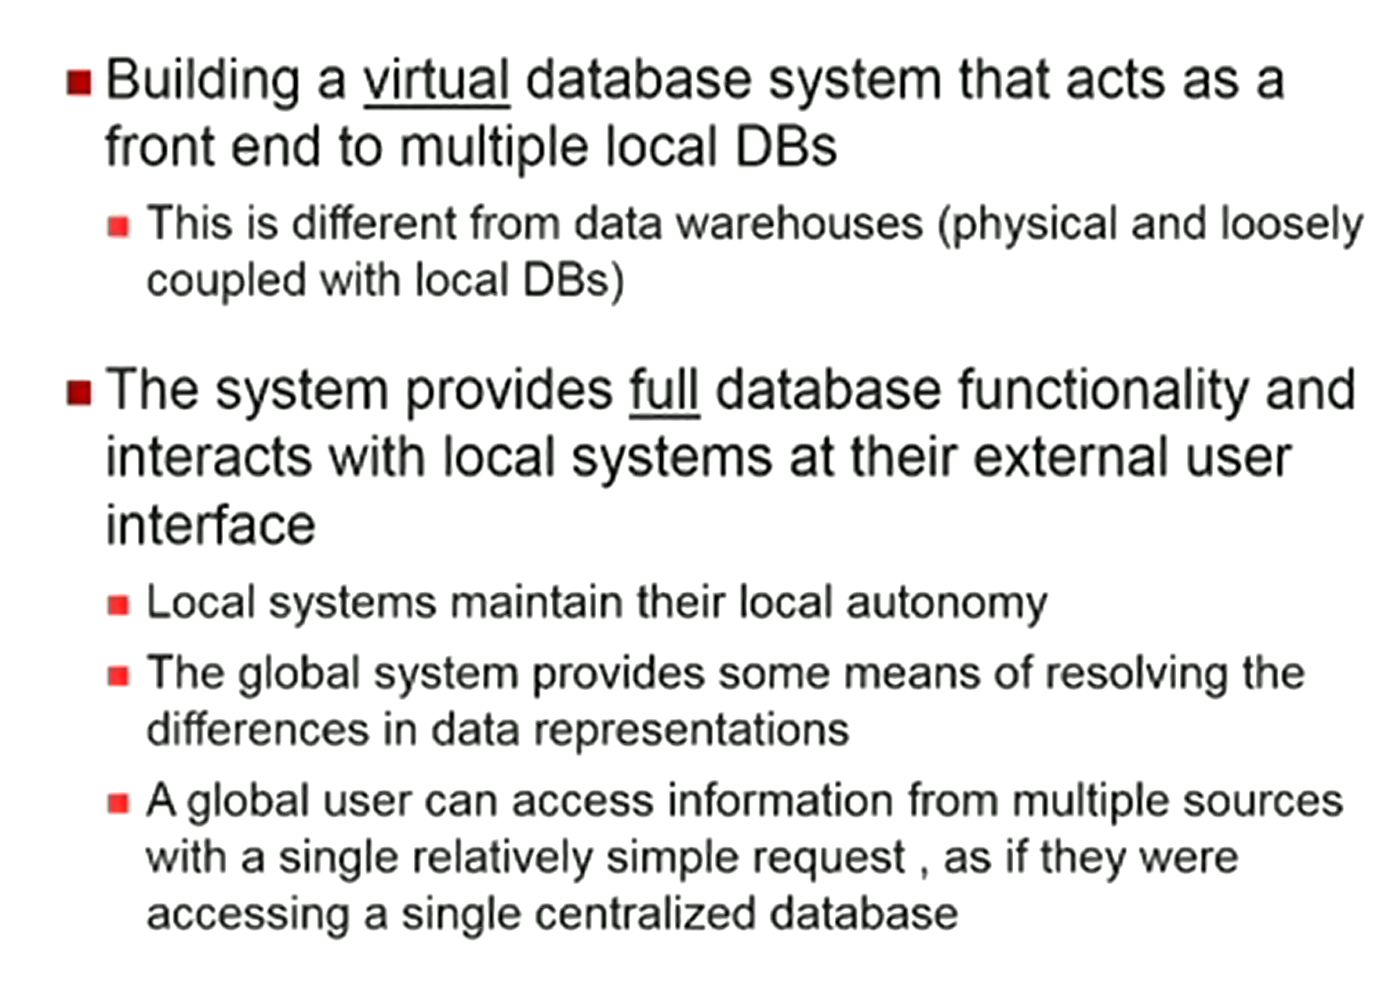 Building a virtual database system that acts as a
front end to multiple local DBs
This is different from data warehouses (physical and loosely
coupled with local DBs)
The system provides full database functionality and
interacts with local systems at their external user
interface
Local systems maintain their local autonomy
The global system provides some means of resolving the
differences in data representations
A global user can access information from multiple sources
with a single relatively simple request , as if they were
accessing a single centralized database